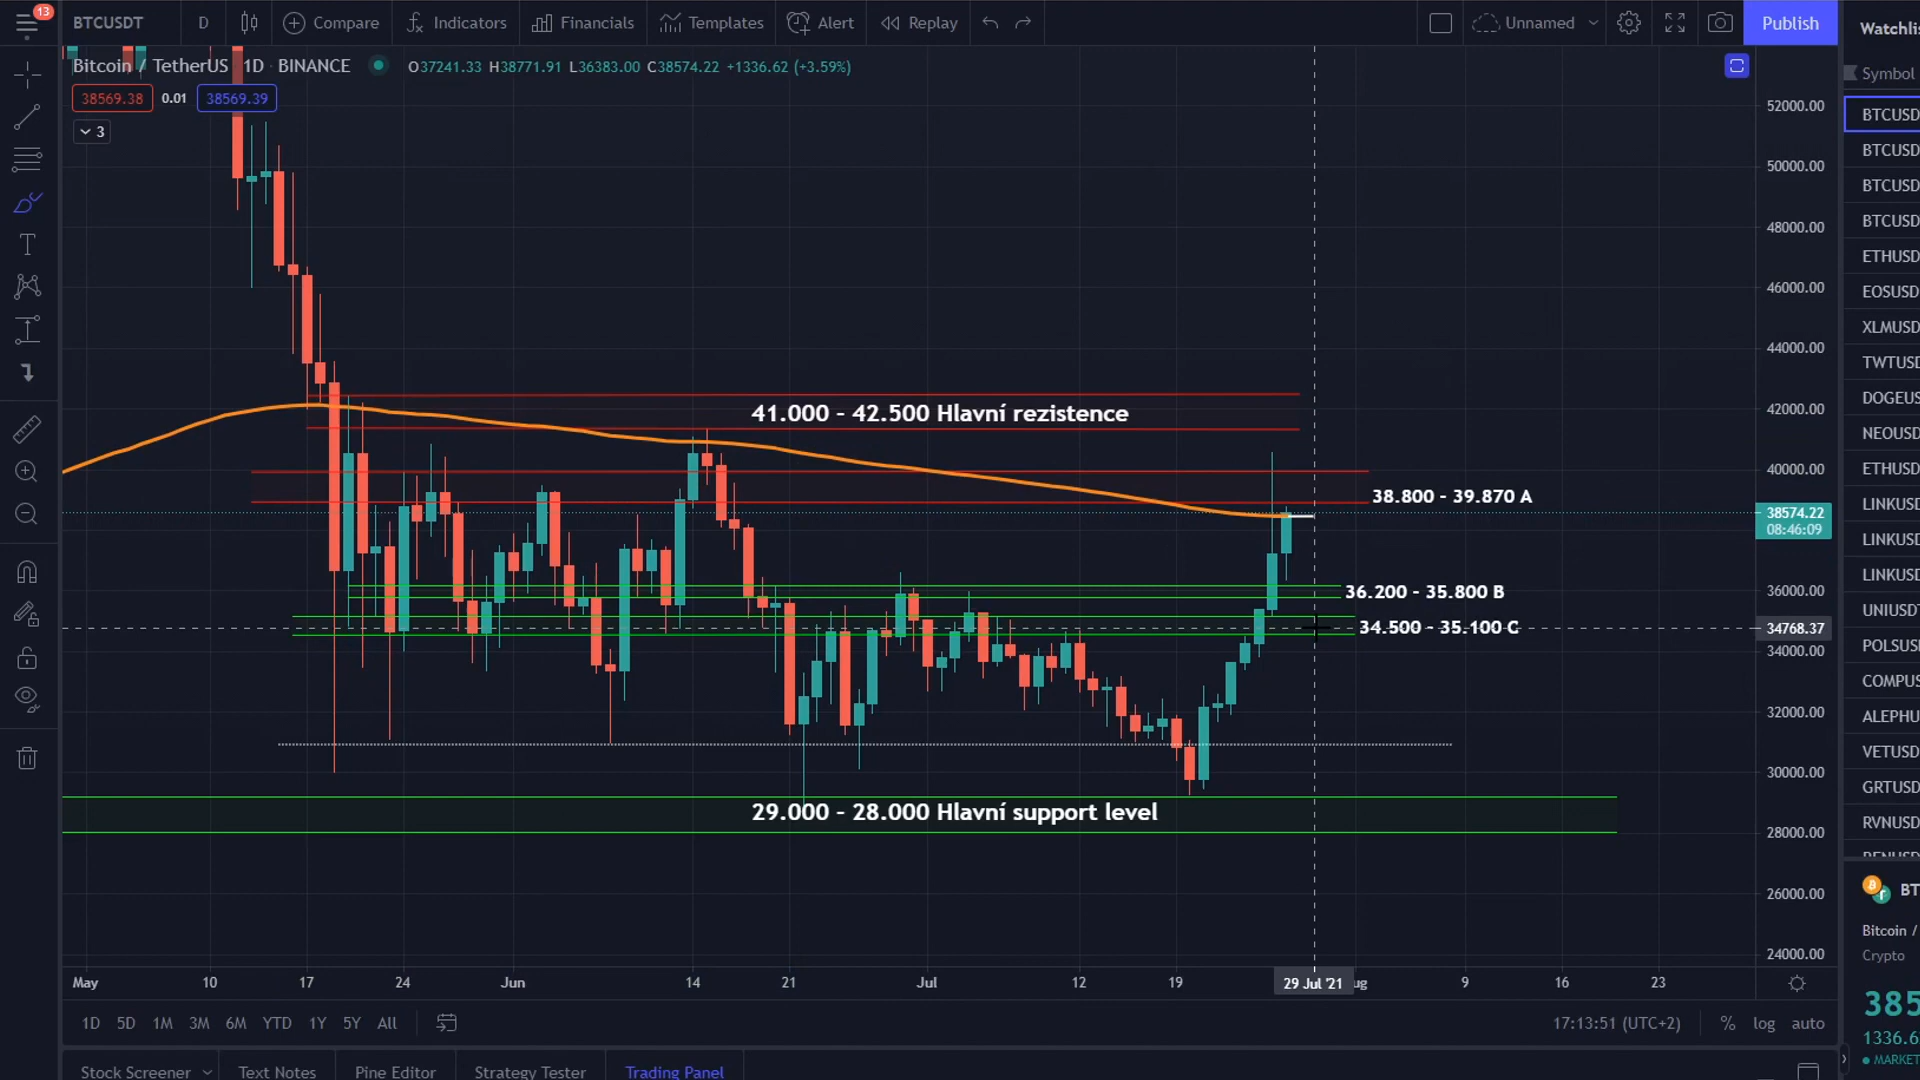 13
BTCUSDT D Compare Indicators Financials Templates Alert Replay Unnamed Publish
Bitcoin / TetherUS 1D BINANCE O37241.33 H38771.91 L36383.00 C38574.22 +1336.62 (+3.59%)
38569.38 0.01 38569.39
3
52000.00
50000.00
48000.00
46000.00
44000.00
42000.00
40000.00
38574.22
08:46:09
36000.00
34768.37
34000.00
32000.00
30000.00
28000.00
26000.00
24000.00
41.000 - 42.500 Hlavní rezistence
38.800 - 39.870 A
36.200 - 35.800 B
34.500 - 35.100 C
29.000 - 28.000 Hlavní support level
May 10 17 24 Jun 14 21 Jul 12 19 29 Jul '21 ug 9 16 23
1D 5D 1M 3M 6M YTD 1Y 5Y All 17:13:51 (UTC+2) % log auto
Stock Screener Text Notes Pine Editor Strategy Tester Trading Panel
Watchlis
Symbol
BTCUSD
BTCUSD
BTCUSD
BTCUSD
ETHUSD
EOSUSD
XLMUSD
TWTUSD
DOGEUS
NEOUSD
ETHUSD
LINKUSD
LINKUSD
LINKUSD
UNIUSD
POLSUS
COMPUS
ALEPHU
VETUSD
GRTUSD
RVNUSD
BT
Bitcoin /
Crypto
385
1336.6
MARKET